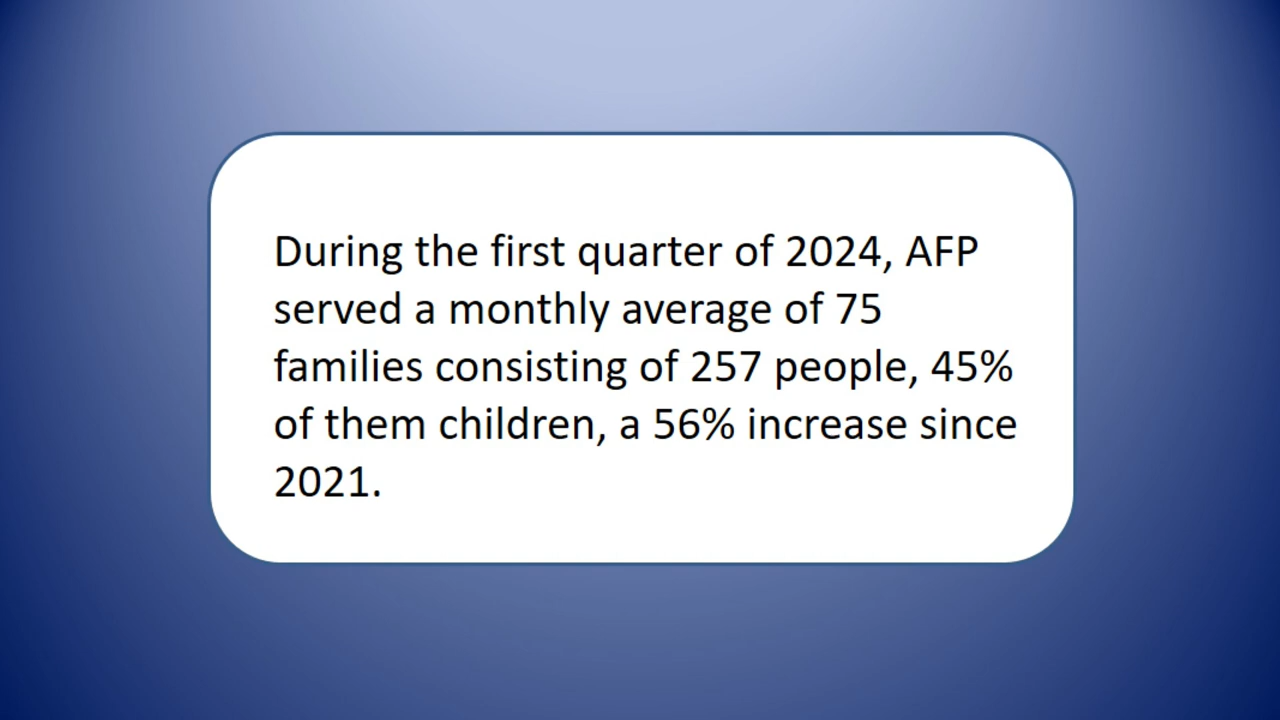 During the first quarter of 2024, AFP
served a monthly average of 75
families consisting of 257 people, 45%
of them children, a 56% increase since
2021.